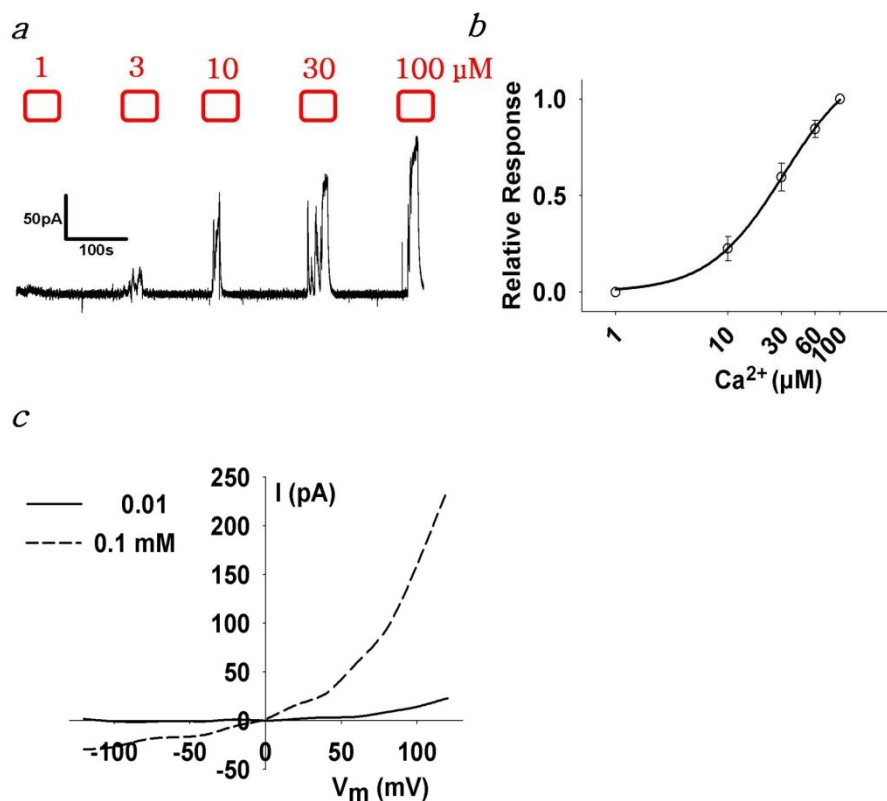 a
1 3 10 30 100 µM
50pA
100s
b
Relative Response
1.0
0.5
0.0
1 10 30 60 100
Ca²⁺ (µM)
c
0.01
0.1 mM
I (pA)
250
200
150
100
50
0
-50
-100 -50 0 50 100
Vm (mV)